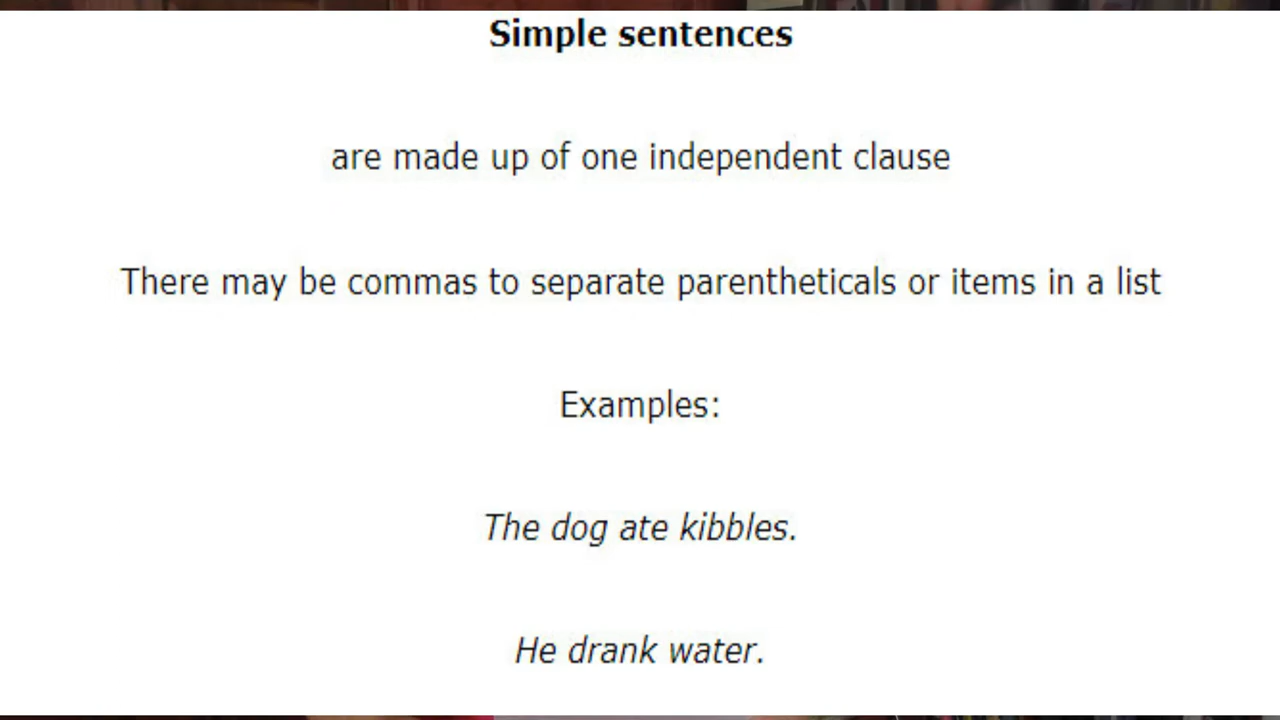 Simple sentences
are made up of one independent clause
There may be commas to separate parentheticals or items in a list
Examples:
The dog ate kibbles.
He drank water.